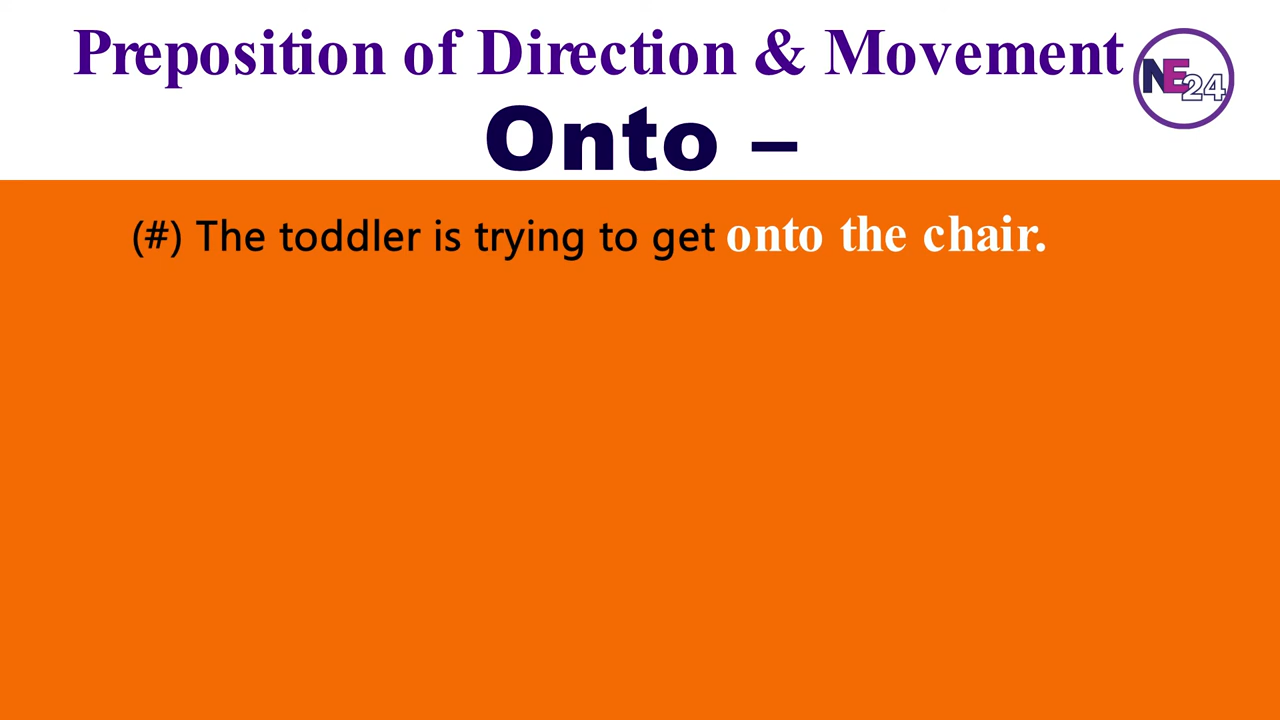 Preposition of Direction & Movement
NE24
Onto –
(#) The toddler is trying to get onto the chair.